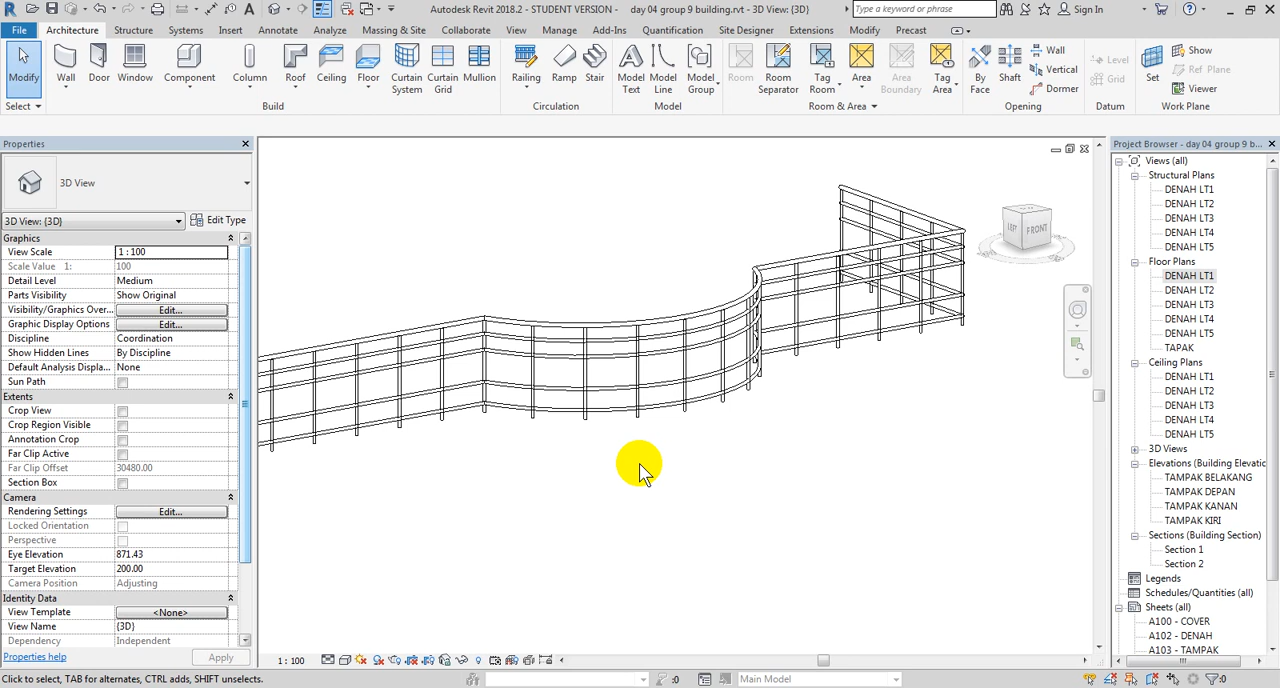 Autodesk Revit 2018.2 - STUDENT VERSION - day 04 group 9 building.rvt - 3D View: {3D}
Type a keyword or phrase
Sign In
File
Architecture
Structure
Systems
Insert
Annotate
Analyze
Massing & Site
Collaborate
View
Manage
Add-Ins
Quantification
Site Designer
Extensions
Modify
Precast
Modify
Wall
Door
Window
Component
Column
Roof
Ceiling
Floor
Curtain System
Curtain Grid
Mullion
Railing
Ramp
Stair
Model Text
Model Line
Model Group
Room
Room Separator
Tag Room
Area
Area Boundary
Tag Area
By Face
Shaft
Wall
Vertical
Dormer
Level
Grid
Set
Show
Ref Plane
Viewer
Select
Build
Circulation
Model
Room & Area
Opening
Datum
Work Plane
Properties
3D View
3D View: {3D}
Edit Type
Graphics
View Scale 1 : 100
Scale Value 1: 100
Detail Level Medium
Parts Visibility Show Original
Visibility/Graphics Over... Edit...
Graphic Display Options Edit...
Discipline Coordination
Show Hidden Lines By Discipline
Default Analysis Displa... None
Sun Path
Extents
Crop View
Crop Region Visible
Annotation Crop
Far Clip Active
Far Clip Offset 30480.00
Section Box
Camera
Rendering Settings Edit...
Locked Orientation
Perspective
Eye Elevation 871.43
Target Elevation 200.00
Camera Position Adjusting
Identity Data
View Template <None>
View Name {3D}
Dependency Independent
Properties help
Apply
LEFT
FRONT
1 : 100
Project Browser - day 04 group 9 b...
Views (all)
Structural Plans
DENAH LT1
DENAH LT2
DENAH LT3
DENAH LT4
DENAH LT5
Floor Plans
DENAH LT1
DENAH LT2
DENAH LT3
DENAH LT4
DENAH LT5
TAPAK
Ceiling Plans
DENAH LT1
DENAH LT2
DENAH LT3
DENAH LT4
DENAH LT5
3D Views
Elevations (Building Elevatic
TAMPAK BELAKANG
TAMPAK DEPAN
TAMPAK KANAN
TAMPAK KIRI
Sections (Building Section)
Section 1
Section 2
Legends
Schedules/Quantities (all)
Sheets (all)
A100 - COVER
A102 - DENAH
A103 - TAMPAK
Click to select, TAB for alternates, CTRL adds, SHIFT unselects.
:0
Main Model
:0